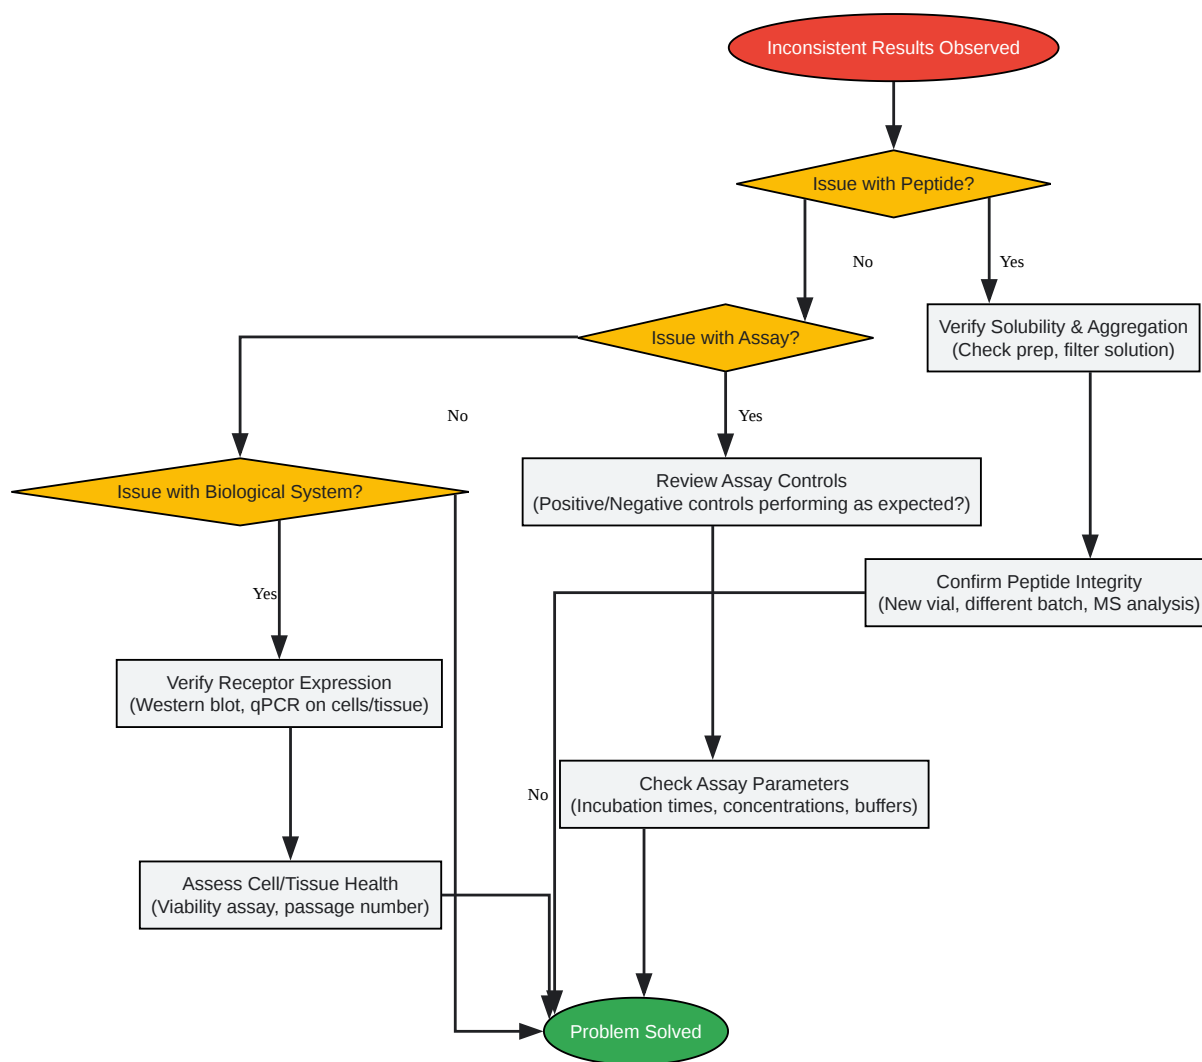 Inconsistent Results Observed
Issue with Peptide?
No
Yes
Issue with Assay?
Verify Solubility & Aggregation
(Check prep, filter solution)
No
Yes
Issue with Biological System?
Review Assay Controls
(Positive/Negative controls performing as expected?)
Yes
Confirm Peptide Integrity
(New vial, different batch, MS analysis)
Verify Receptor Expression
(Western blot, qPCR on cells/tissue)
No
Check Assay Parameters
(Incubation times, concentrations, buffers)
Assess Cell/Tissue Health
(Viability assay, passage number)
Problem Solved